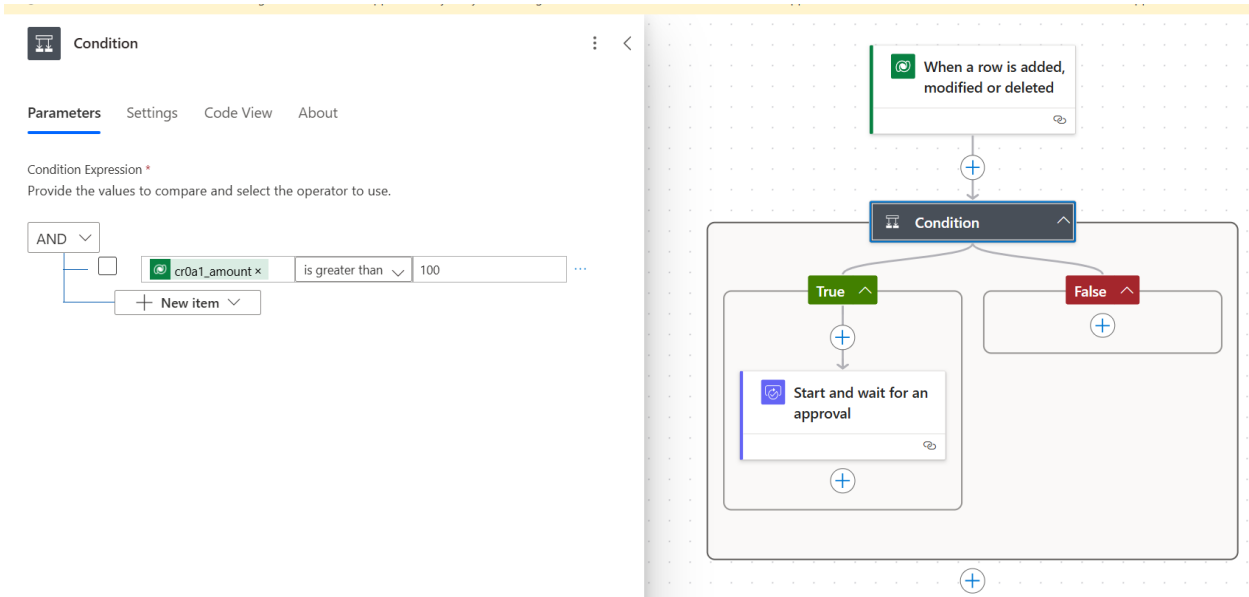 Condition
Parameters Settings Code View About
Condition Expression *
Provide the values to compare and select the operator to use.
AND
cr0a1_amount × is greater than 100
New item
When a row is added,
modified or deleted
Condition
True
False
Start and wait for an
approval